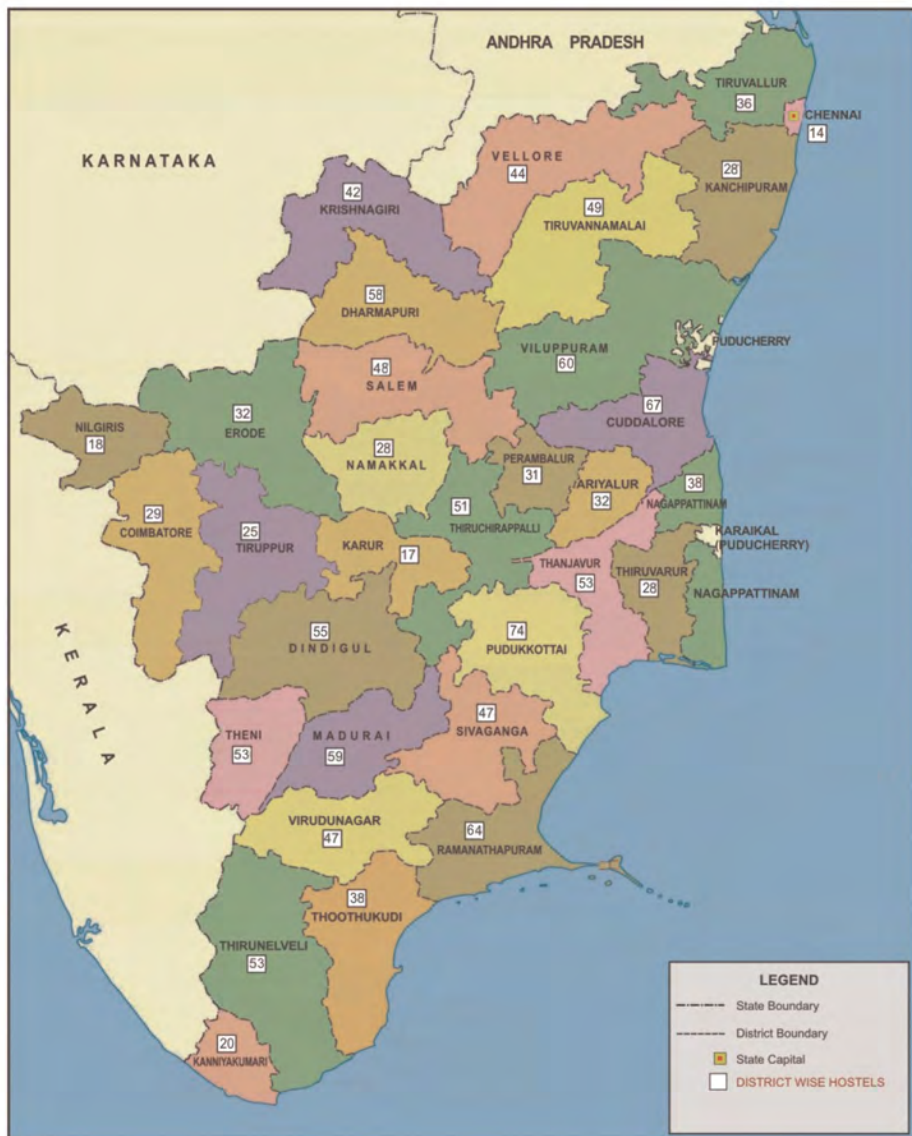 ANDHRA PRADESH
TIRUVALLUR
36
CHENNAI
14
KARNATAKA
VELLORE
44
28
KANCHIPURAM
42
KRISHNAGIRI
49
TIRUVANNAMALAI
58
DHARMAPURI
VILUPPURAM
60
PUDUCHERRY
48
SALEM
67
CUDDALORE
32
ERODE
NILGIRIS
18
28
NAMAKKAL
PERAMBALUR
31
ARIYALUR
32
38
NAGAPPATTINAM
29
COIMBATORE
25
TIRUPPUR
KARUR
17
51
THIRUCHIRAPPALLI
KARAIKAL
(PUDUCHERRY)
THANJAVUR
53
THIRUVARUR
28
NAGAPPATTINAM
55
DINDIGUL
74
PUDUKKOTTAI
KERALA
THENI
53
MADURAI
59
47
SIVAGANGA
VIRUDUNAGAR
47
64
RAMANATHAPURAM
38
THOOTHUKUDI
THIRUNELVELI
53
20
KANNIYAKUMARI
LEGEND
State Boundary
District Boundary
State Capital
DISTRICT WISE HOSTELS